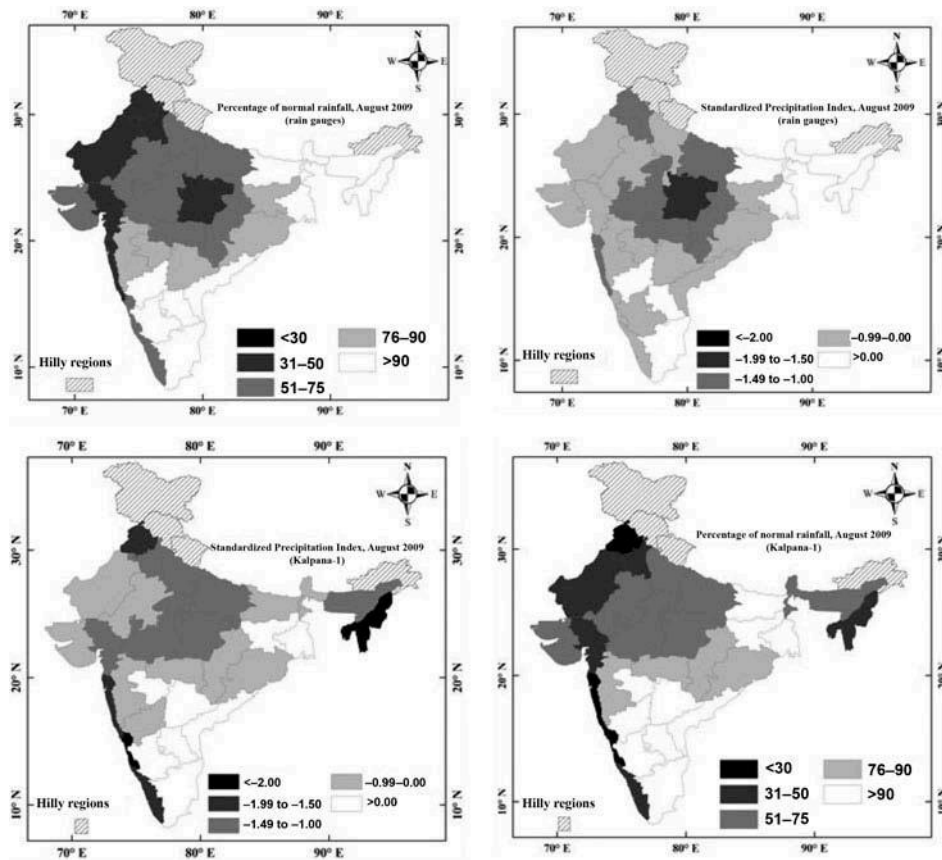 70° E 80° E 90° E
N
W E
S
Percentage of normal rainfall, August 2009
(rain gauges)
30° N
20° N
10° N
<30 76–90
31–50 >90
51–75
Hilly regions
70° E 80° E 90° E
70° E 80° E 90° E
N
W E
S
Standardized Precipitation Index, August 2009
(rain gauges)
30° N
20° N
10° N
<–2.00 –0.99–0.00
–1.99 to –1.50 >0.00
–1.49 to –1.00
Hilly regions
70° E 80° E 90° E
70° E 80° E 90° E
N
W E
S
Standardized Precipitation Index, August 2009
(Kalpana-1)
30° N
20° N
10° N
<–2.00 –0.99–0.00
–1.99 to –1.50 >0.00
–1.49 to –1.00
Hilly regions
70° E 80° E 90° E
70° E 80° E 90° E
N
W E
S
Percentage of normal rainfall, August 2009
(Kalpana-1)
30° N
20° N
10° N
<30 76–90
31–50 >90
51–75
Hilly regions
70° E 80° E 90° E